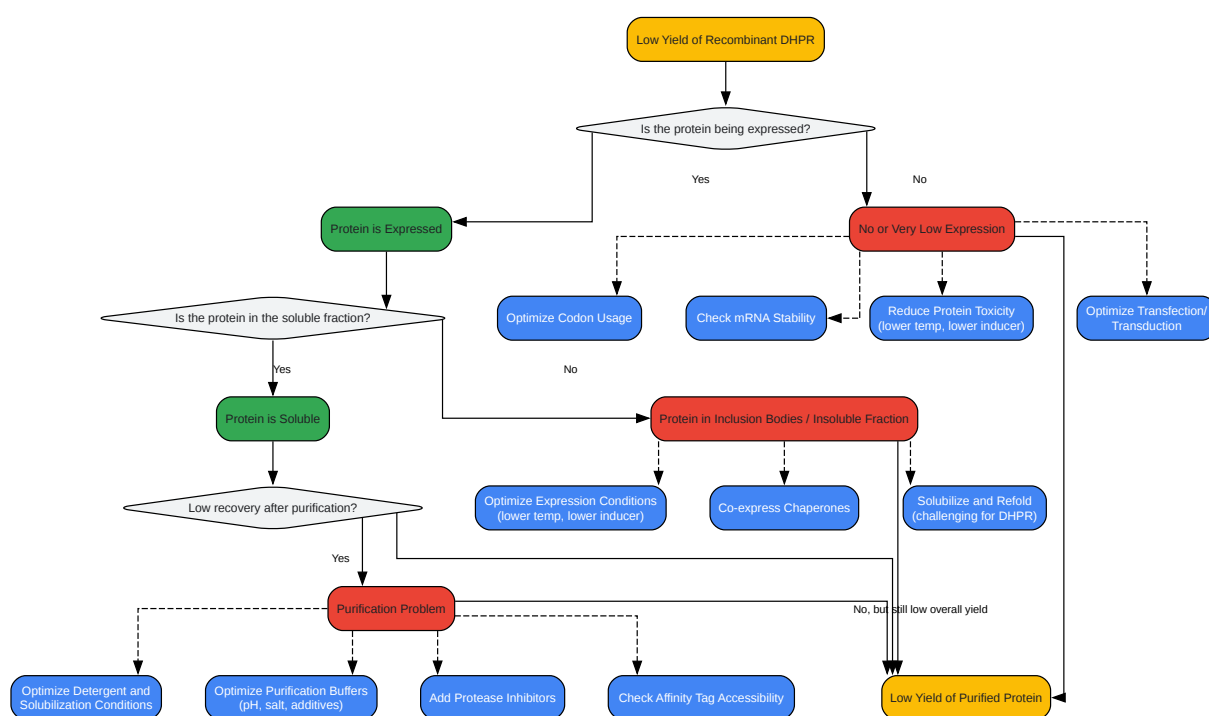 Low Yield of Recombinant DHPR
Is the protein being expressed?
Yes
No
Protein is Expressed
No or Very Low Expression
Is the protein in the soluble fraction?
Optimize Codon Usage
Check mRNA Stability
Reduce Protein Toxicity
(lower temp, lower inducer)
Optimize Transfection/
Transduction
Yes
No
Protein is Soluble
Protein in Inclusion Bodies / Insoluble Fraction
Low recovery after purification?
Optimize Expression Conditions
(lower temp, lower inducer)
Co-express Chaperones
Solubilize and Refold
(challenging for DHPR)
Yes
Purification Problem
No, but still low overall yield
Optimize Detergent and
Solubilization Conditions
Optimize Purification Buffers
(pH, salt, additives)
Add Protease Inhibitors
Check Affinity Tag Accessibility
Low Yield of Purified Protein